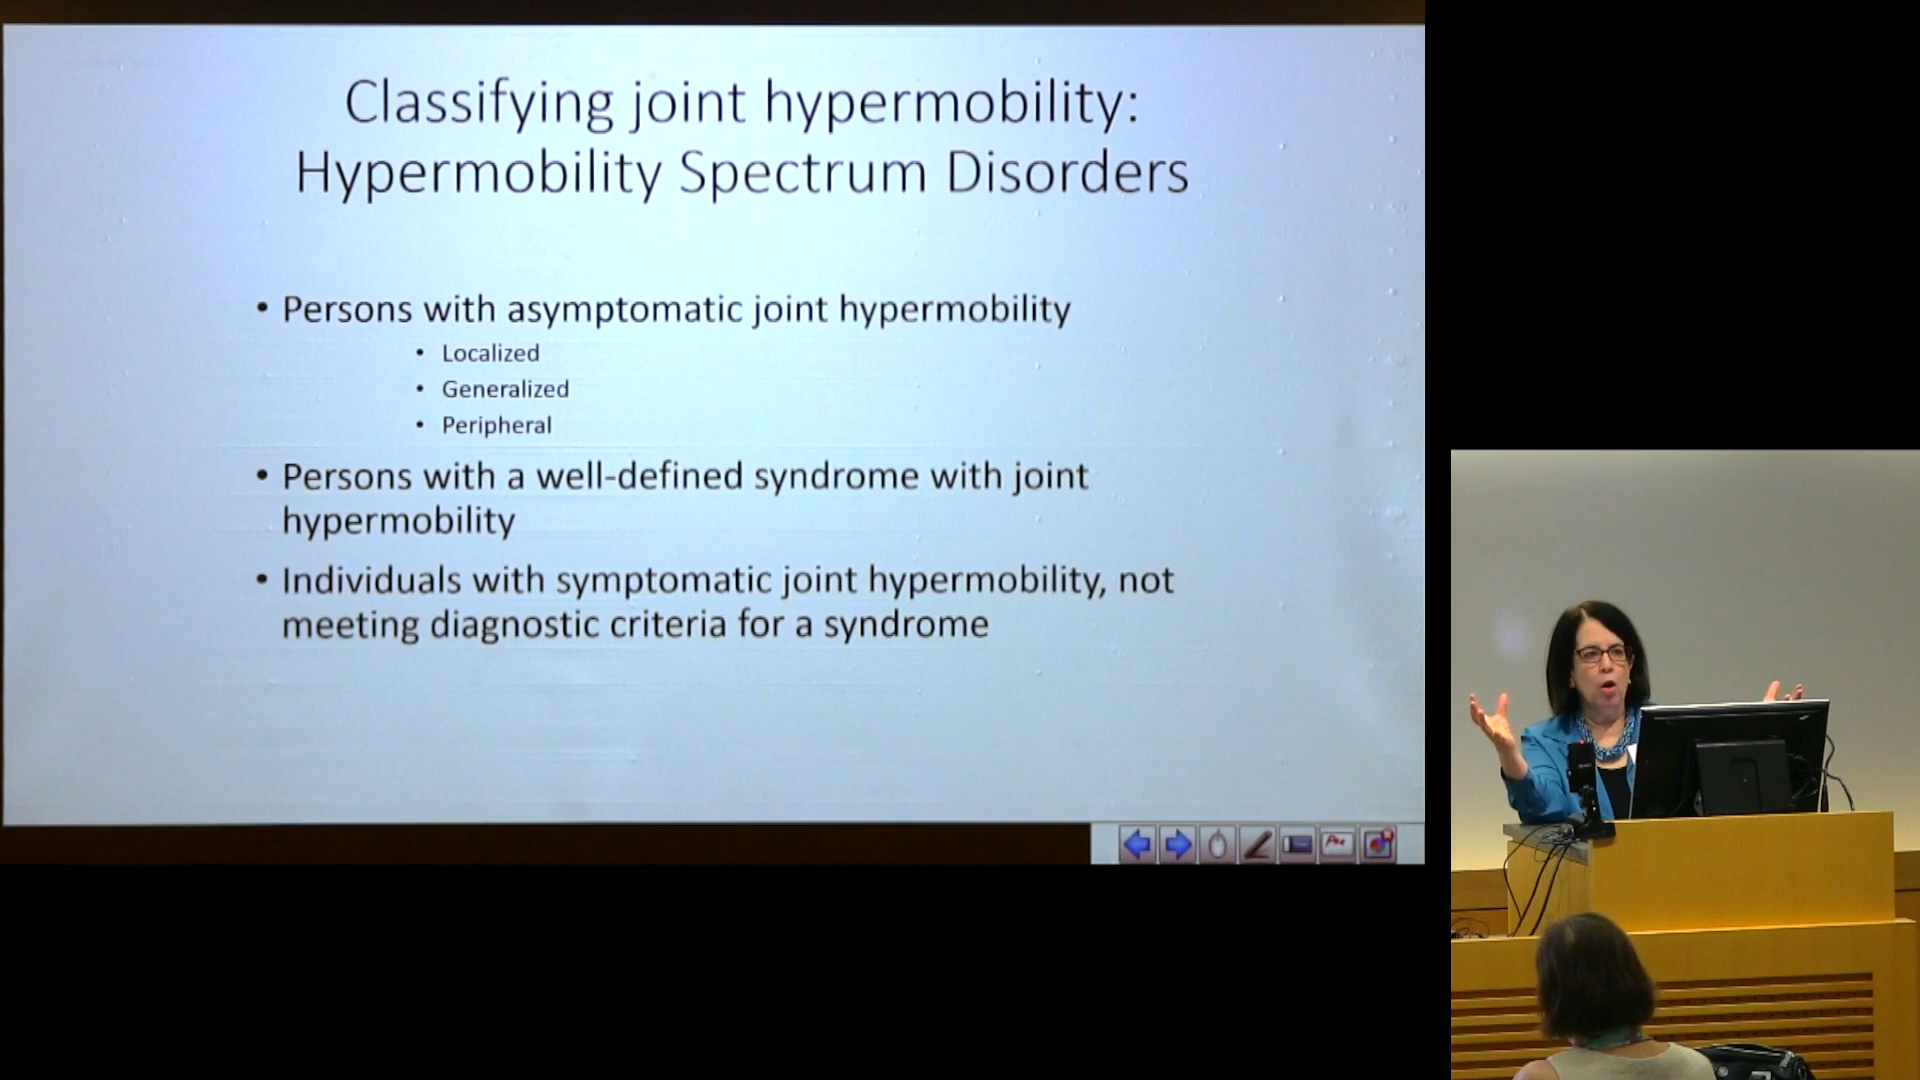 Classifying joint hypermobility:
Hypermobility Spectrum Disorders
• Persons with asymptomatic joint hypermobility
• Localized
• Generalized
• Peripheral
• Persons with a well-defined syndrome with joint
hypermobility
• Individuals with symptomatic joint hypermobility, not
meeting diagnostic criteria for a syndrome